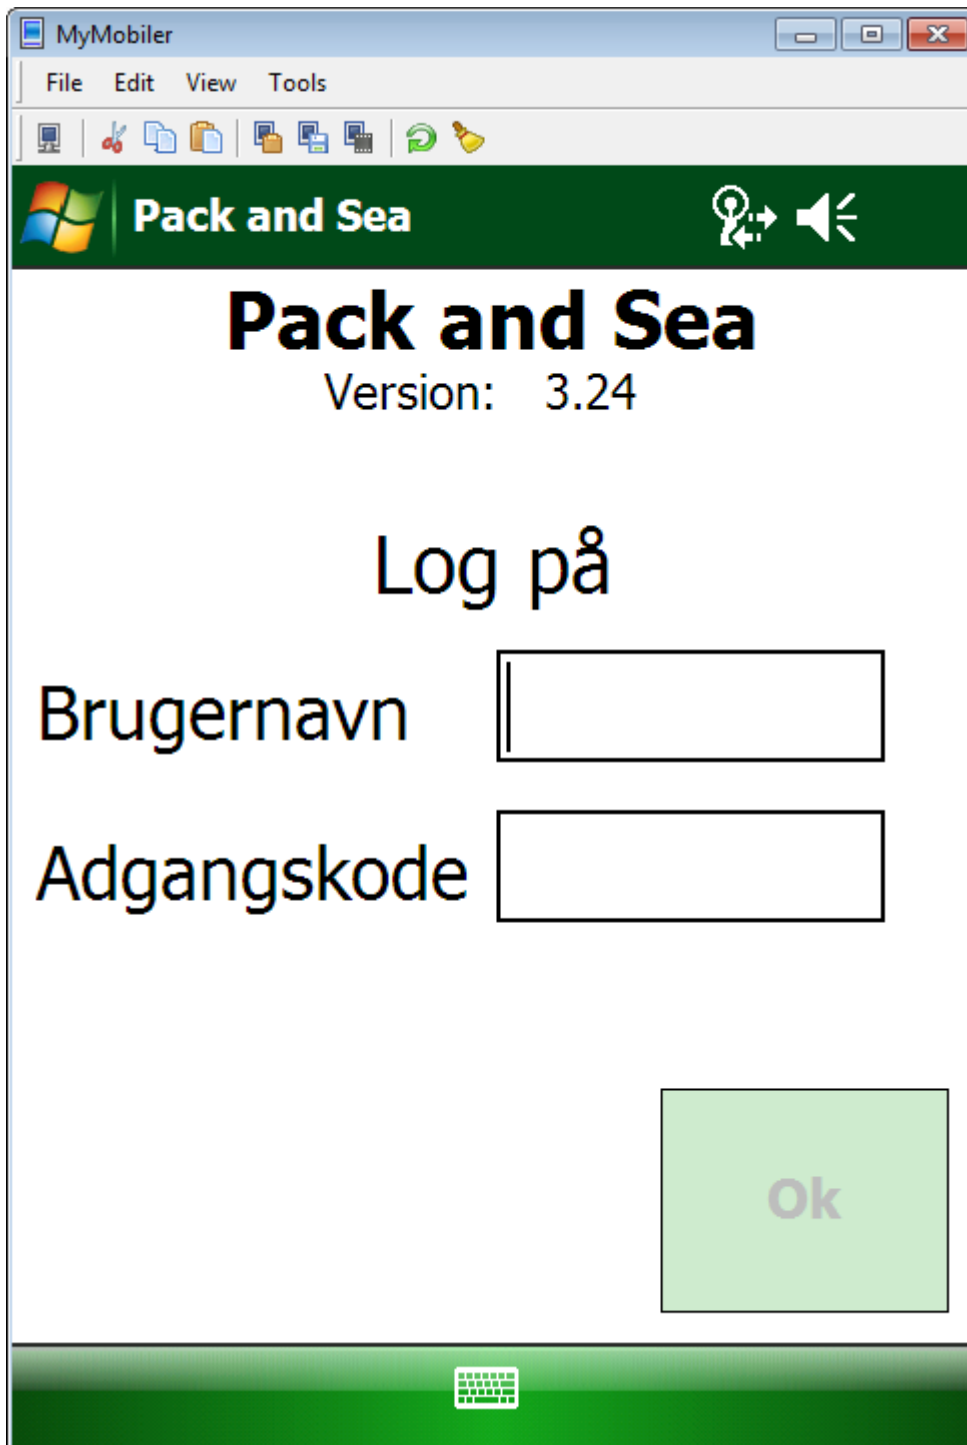 MyMobiler
File Edit View Tools
Pack and Sea
Pack and Sea
Version: 3.24
Log på
Brugernavn
Adgangskode
Ok